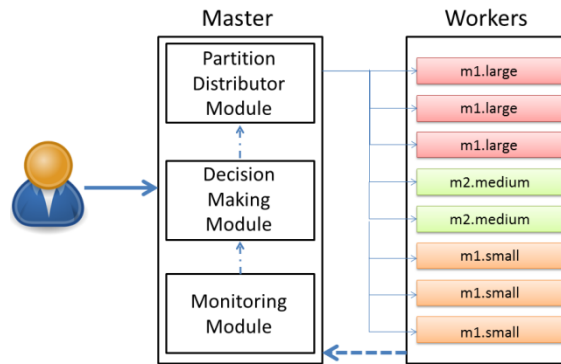 Master
Workers
Partition
Distributor
Module
Decision
Making
Module
Monitoring
Module
m1.large
m1.large
m1.large
m2.medium
m2.medium
m1.small
m1.small
m1.small